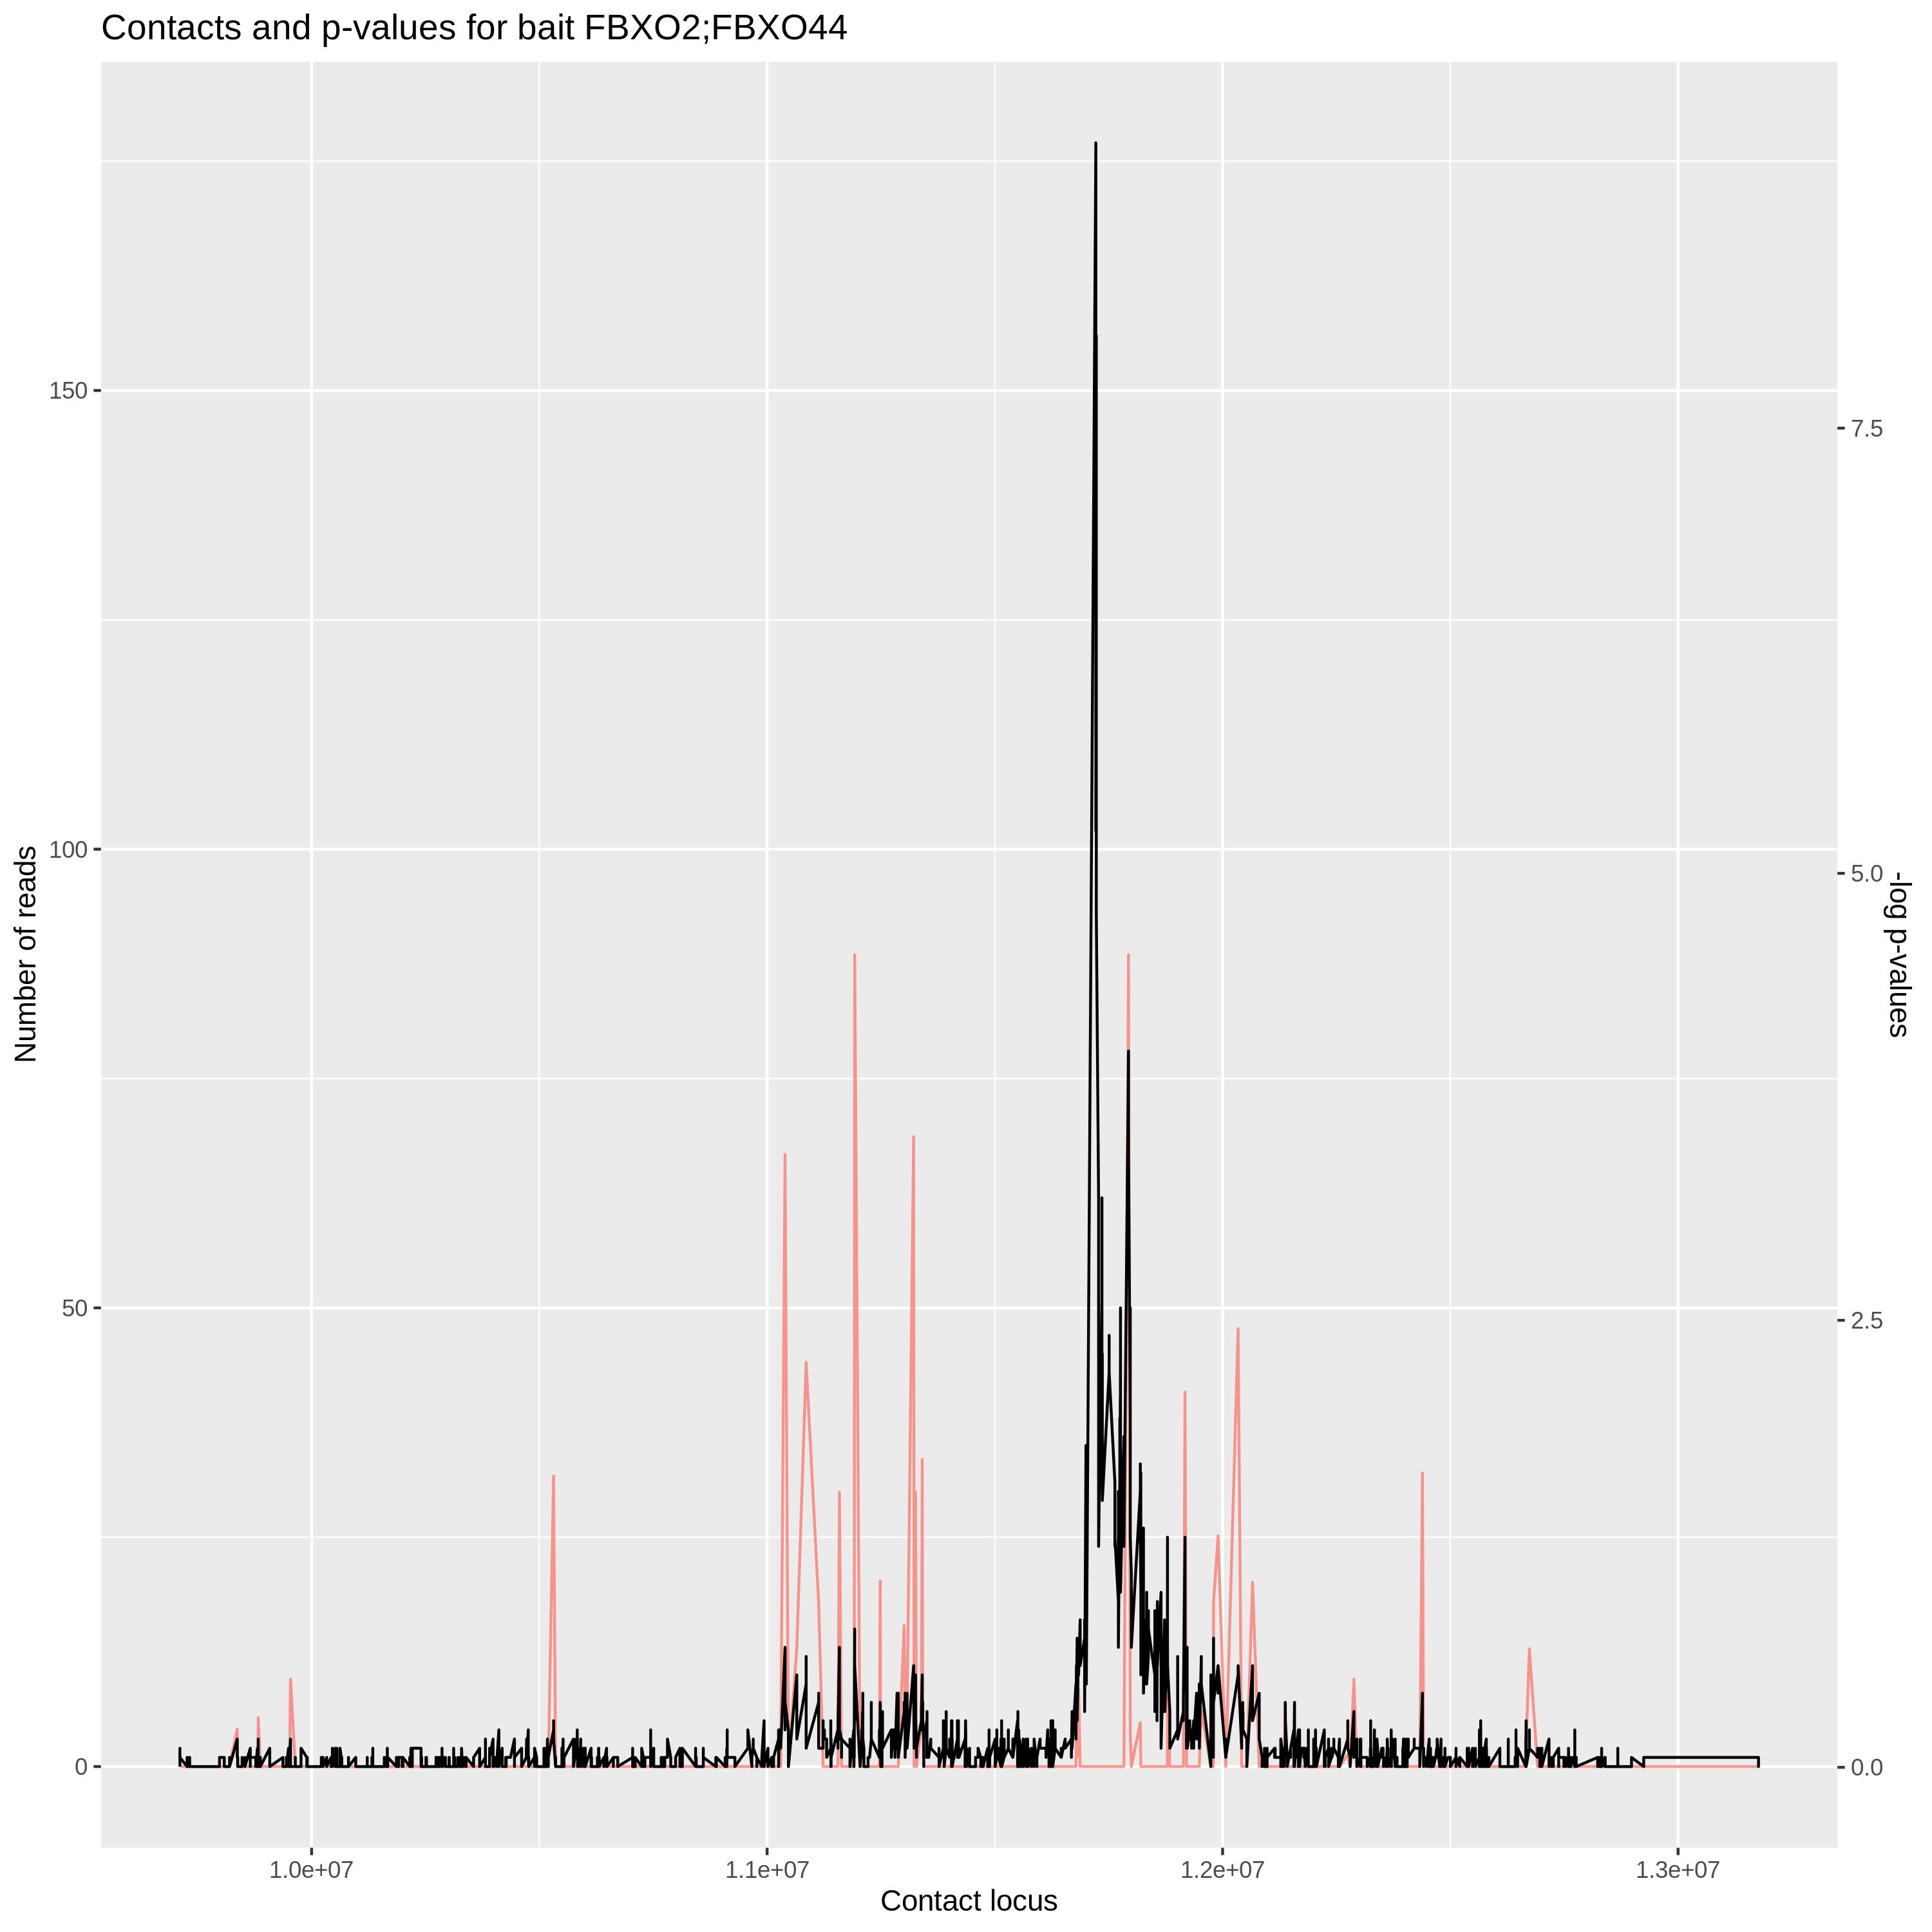 Contacts and p-values for bait FBXO2;FBXO44
150
100
50
0
Number of reads
7.5
5.0
2.5
0.0
-log p-values
1.0e+07
1.1e+07
1.2e+07
1.3e+07
Contact locus